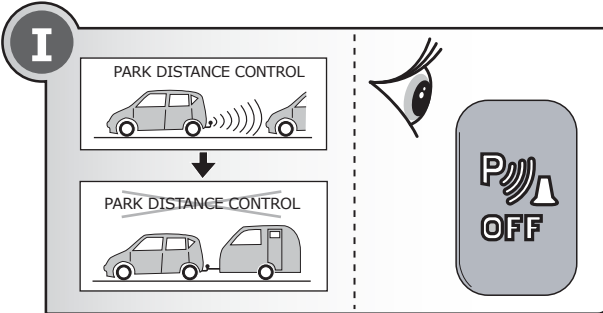 I
PARK DISTANCE CONTROL
PARK DISTANCE CONTROL
P
OFF